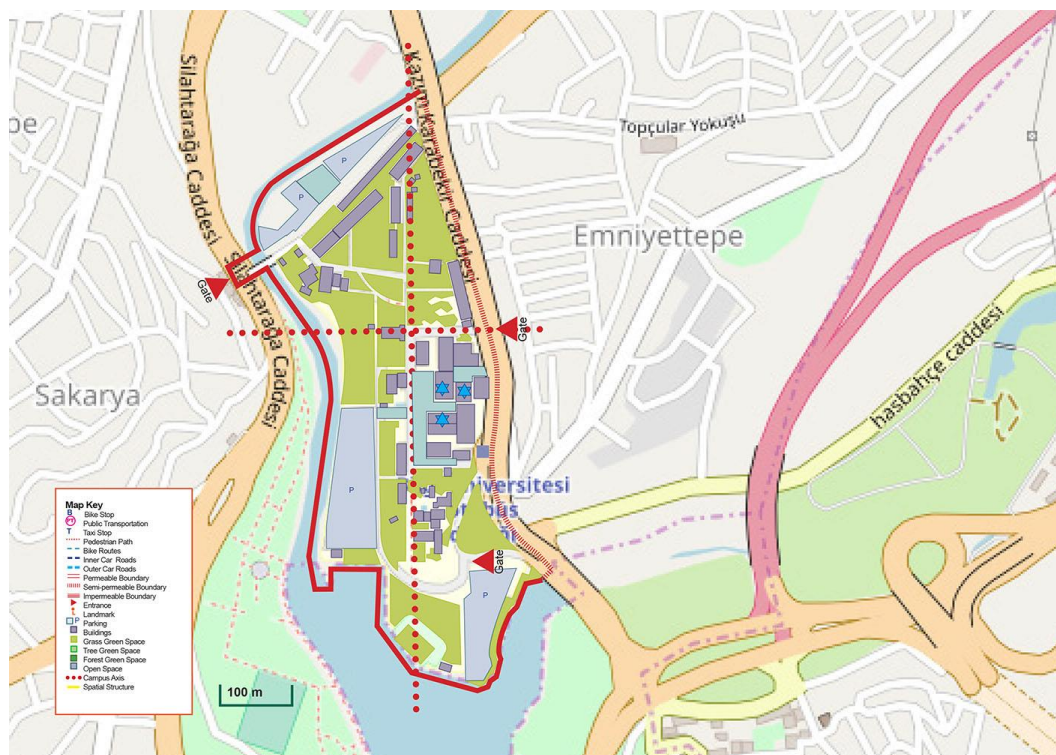 Silahtarağa Caddesi
Kazım Karabekir Caddesi
Topçular Yokuşu
Emniyettepe
P
P
Silahtarağa Caddesi
Gate
Gate
Sakarya
hasbahçe caddesi
P
iversitesi
Gate
P
Map Key
B Bike Stop
Public Transportation
T Taxi Stop
Pedestrian Path
Bike Routes
Inner Car Roads
Outer Car Roads
Permeable Boundary
Semi-permeable Boundary
Impermeable Boundary
Entrance
Landmark
P Parking
Buildings
Grass Green Space
Tree Green Space
Forest Green Space
Open Space
Campus Axis
Spatial Structure
100 m